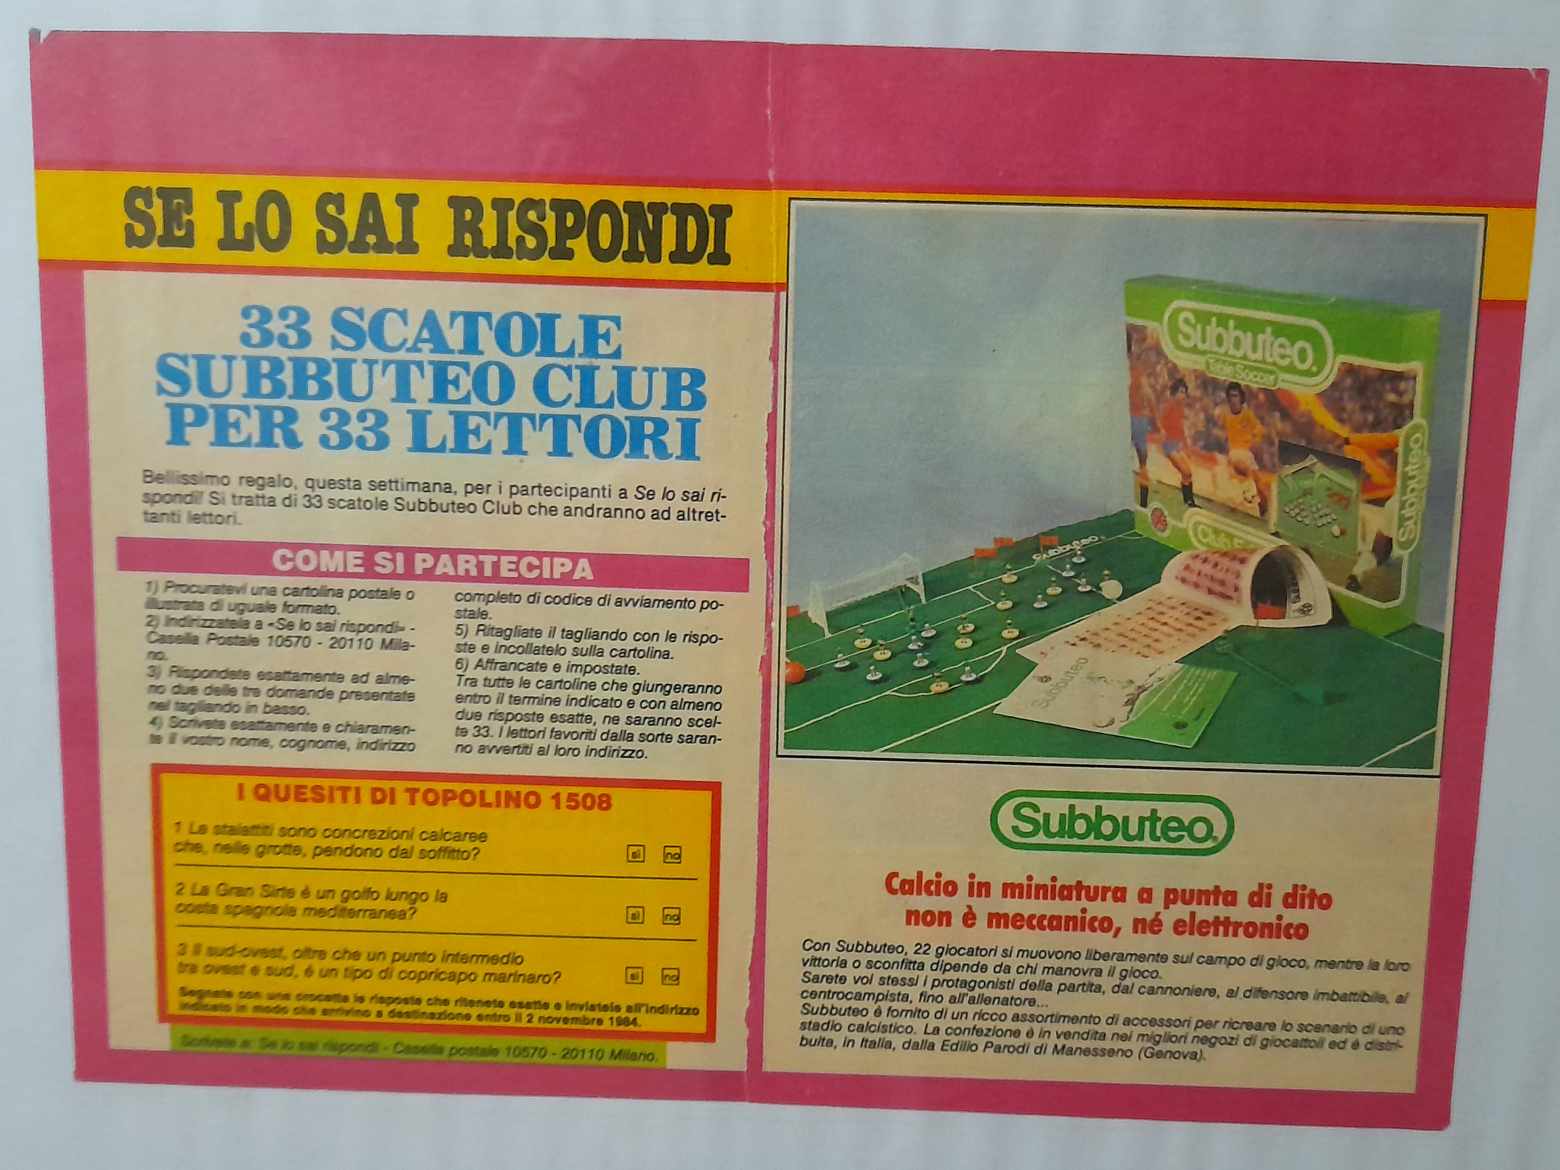 SE LO SAI RISPONDI
33 SCATOLE
SUBBUTEO CLUB
PER 33 LETTORI
Bellissimo regalo, questa settimana, per i partecipanti a Se lo sai ri-
spondi! Si tratta di 33 scatole Subbuteo Club che andranno ad altret-
tanti lettori.
COME SI PARTECIPA
1) Procuratevi una cartolina postale o
illustrata di uguale formato.
2) Indirizzatela a «Se lo sai rispondi» -
Casella Postale 10570 - 20110 Mila-
no.
3) Rispondete esattamente ad alme-
no due delle tre domande presentate
nel tagliando in basso.
4) Scrivete esattamente e chiaramen-
te il vostro nome, cognome, indirizzo
completo di codice di avviamento po-
stale.
5) Ritagliate il tagliando con le rispo-
ste e incollatelo sulla cartolina.
6) Affrancate e impostate.
Tra tutte le cartoline che giungeranno
entro il termine indicato e con almeno
due risposte esatte, ne saranno scel-
te 33. I lettori favoriti dalla sorte saran-
no avvertiti al loro indirizzo.
I QUESITI DI TOPOLINO 1508
1 Le stalattiti sono concrezioni calcaree
che, nelle grotte, pendono dal soffitto?
sì no
2 La Gran Sirte è un golfo lungo la
costa spagnola mediterranea?
sì no
3 Il sud-ovest, oltre che un punto intermedio
tra ovest e sud, è un tipo di copricapo marinaro?
sì no
Segnate con una crocetta le risposte che ritenete esatte e inviatele all'indirizzo
indicato in modo che arrivino a destinazione entro il 2 novembre 1984.
Scrivete a: Se lo sai rispondi - Casella postale 10570 - 20110 Milano.
Subbuteo
Table Soccer
Subbuteo
Club
Subbuteo
Subbuteo
Subbuteo
Calcio in miniatura a punta di dito
non è meccanico, né elettronico
Con Subbuteo, 22 giocatori si muovono liberamente sul campo di gioco, mentre la loro
vittoria o sconfitta dipende da chi manovra il gioco.
Sarete voi stessi i protagonisti della partita, dal cannoniere, al difensore imbattibile, al
centrocampista, fino all'allenatore...
Subbuteo è fornito di un ricco assortimento di accessori per ricreare lo scenario di uno
stadio calcistico. La confezione è in vendita nei migliori negozi di giocattoli ed è distri-
buita, in Italia, dalla Edilio Parodi di Manesseno (Genova).